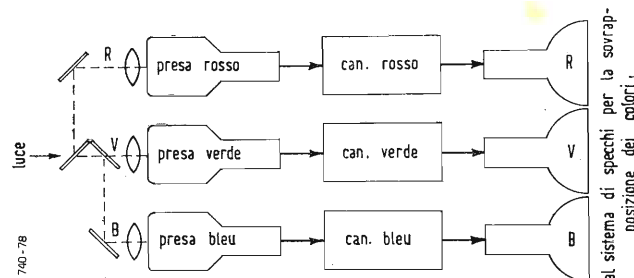 R
presa rosso
can. rosso
R
luce
V
presa verde
can. verde
V
B
presa bleu
can. bleu
B
740-78
al sistema di specchi per la sovrap-
posizione dei colori.